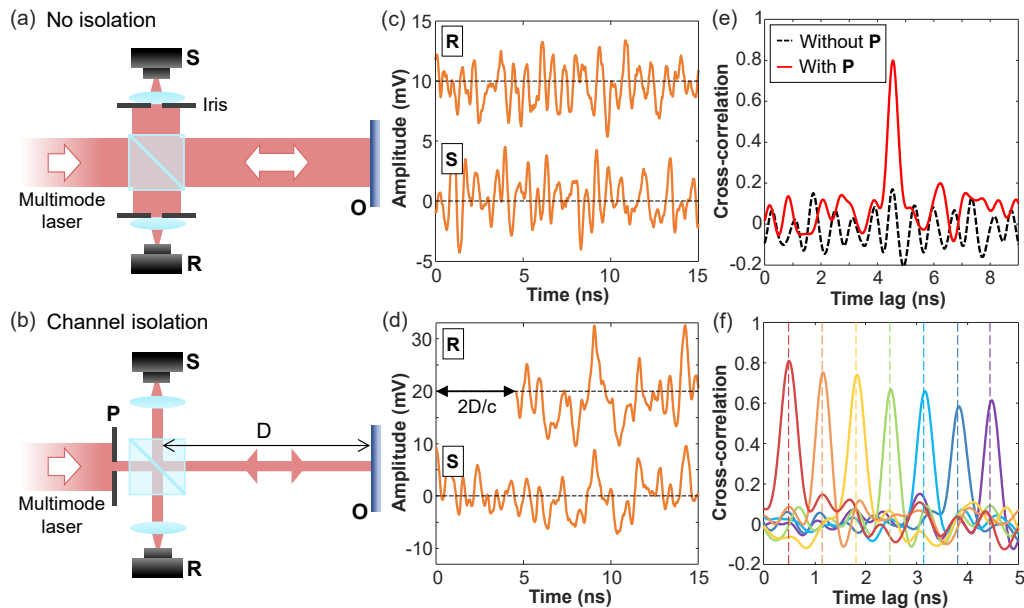 (a) No isolation
S
Iris
Multimode
laser
O
R
(b) Channel isolation
S
P
D
Multimode
laser
O
R
(c)
R
S
Amplitude (mV)
15
10
5
0
-5
0
5
10
15
Time (ns)
(d)
R
2D/c
S
Amplitude (mV)
30
20
10
0
-10
0
5
10
15
Time (ns)
(e)
Without P
With P
Cross-correlation
1
0.8
0.6
0.4
0.2
0
-0.2
0
2
4
6
8
Time lag (ns)
(f)
Cross-correlation
1
0.8
0.6
0.4
0.2
0
-0.2
0
1
2
3
4
5
Time lag (ns)